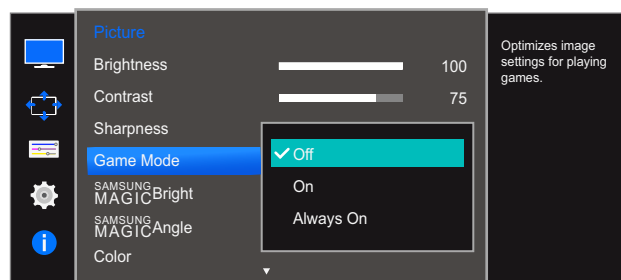 Picture
Brightness 100
Contrast 75
Sharpness
Game Mode
SAMSUNG MAGIC Bright
SAMSUNG MAGIC Angle
Color
Off
On
Always On
Optimizes image
settings for playing
games.